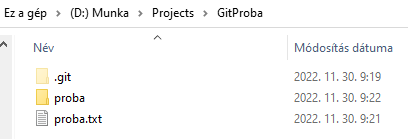 Ez a gép > (D:) Munka > Projects > GitProba
Név Módosítás dátuma
.git 2022. 11. 30. 9:19
proba 2022. 11. 30. 9:22
proba.txt 2022. 11. 30. 9:21